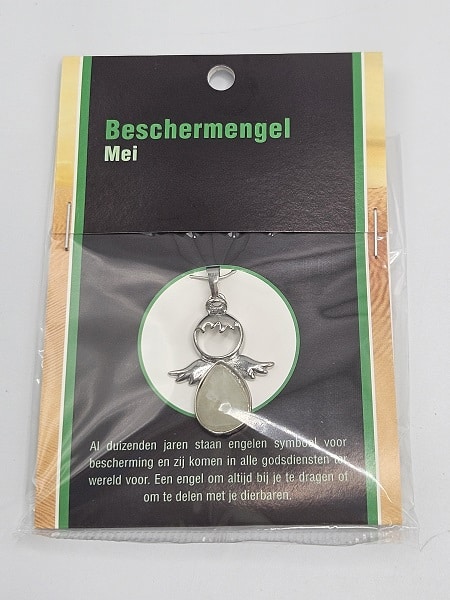 Beschermengel
Mei
Al duizenden jaren staan engelen symbool voor
bescherming en zij komen in alle godsdiensten ter
wereld voor. Een engel om altijd bij je te dragen of
om te delen met je dierbaren.